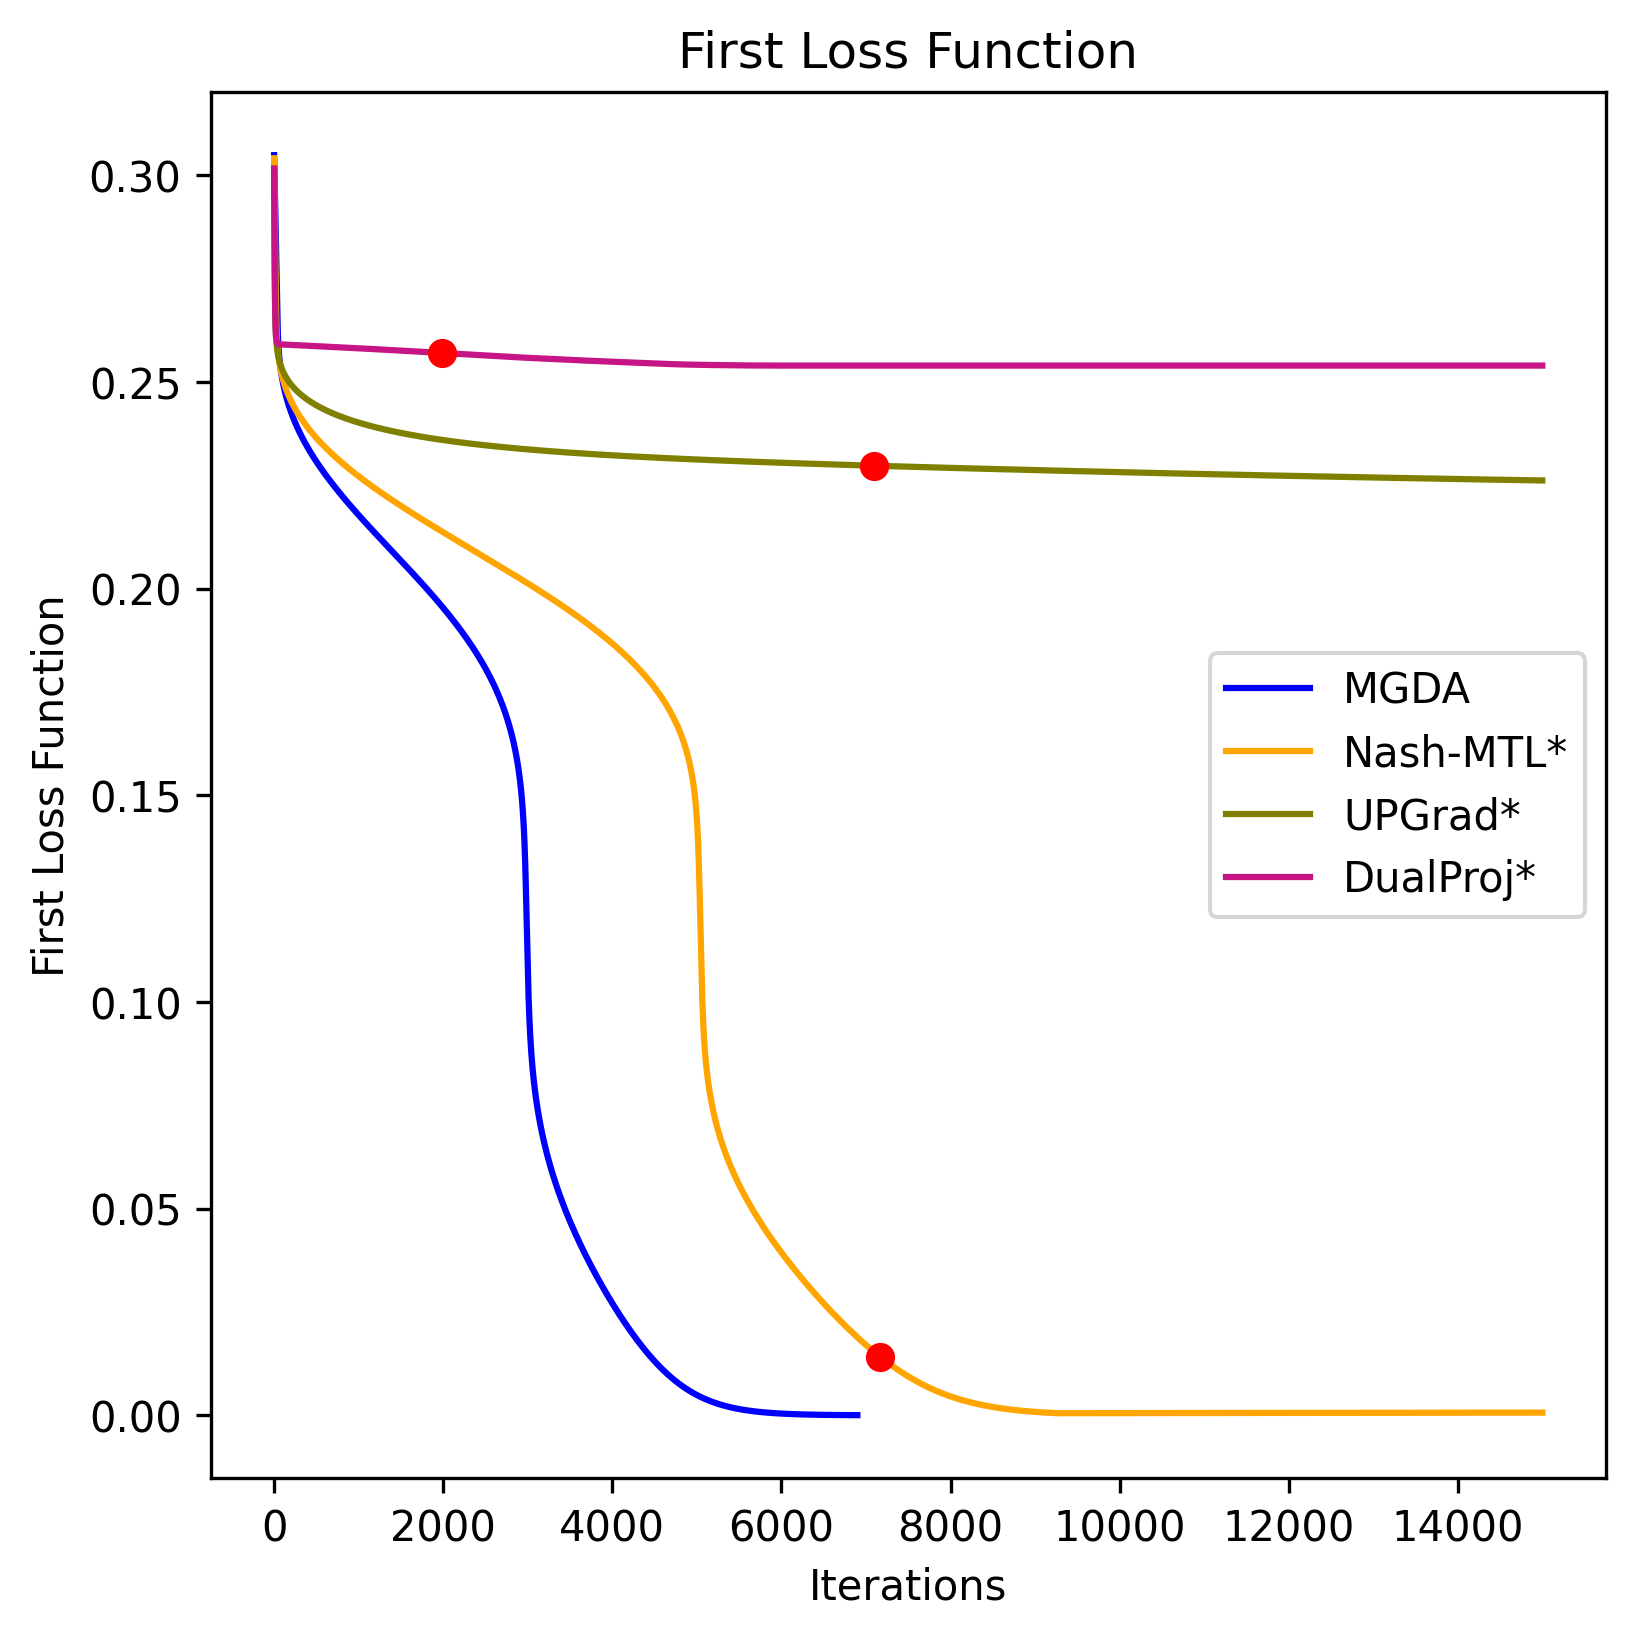 First Loss Function
First Loss Function
0.30
0.25
0.20
0.15
0.10
0.05
0.00
MGDA
Nash-MTL*
UPGrad*
DualProj*
0 2000 4000 6000 8000 10000 12000 14000
Iterations